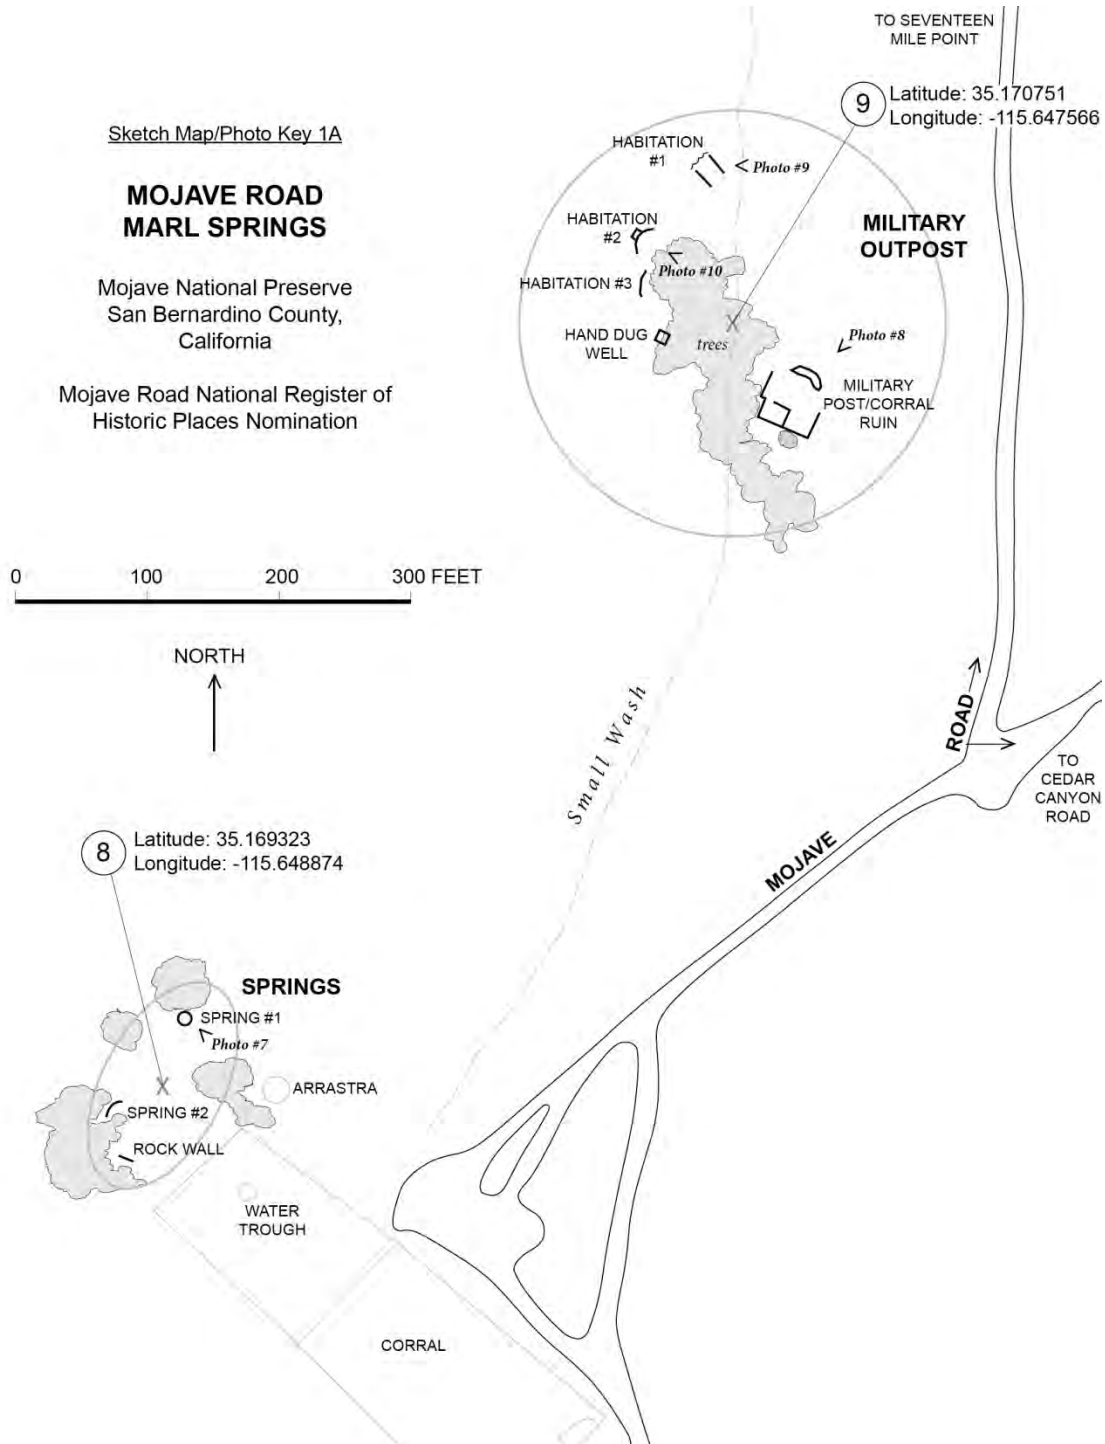 TO SEVENTEEN
MILE POINT
9
Latitude: 35.170751
Longitude: -115.647566
Sketch Map/Photo Key 1A
MOJAVE ROAD
MARL SPRINGS
Mojave National Preserve
San Bernardino County,
California
Mojave Road National Register of
Historic Places Nomination
HABITATION
#1
Photo #9
MILITARY
OUTPOST
HABITATION
#2
Photo #10
HABITATION #3
HAND DUG
WELL
trees
Photo #8
MILITARY
POST/CORRAL
RUIN
0 100 200 300 FEET
NORTH
Small Wash
ROAD
TO
CEDAR
CANYON
ROAD
MOJAVE
8
Latitude: 35.169323
Longitude: -115.648874
SPRINGS
SPRING #1
Photo #7
X
X
ARRASTRA
SPRING #2
ROCK WALL
WATER
TROUGH
CORRAL